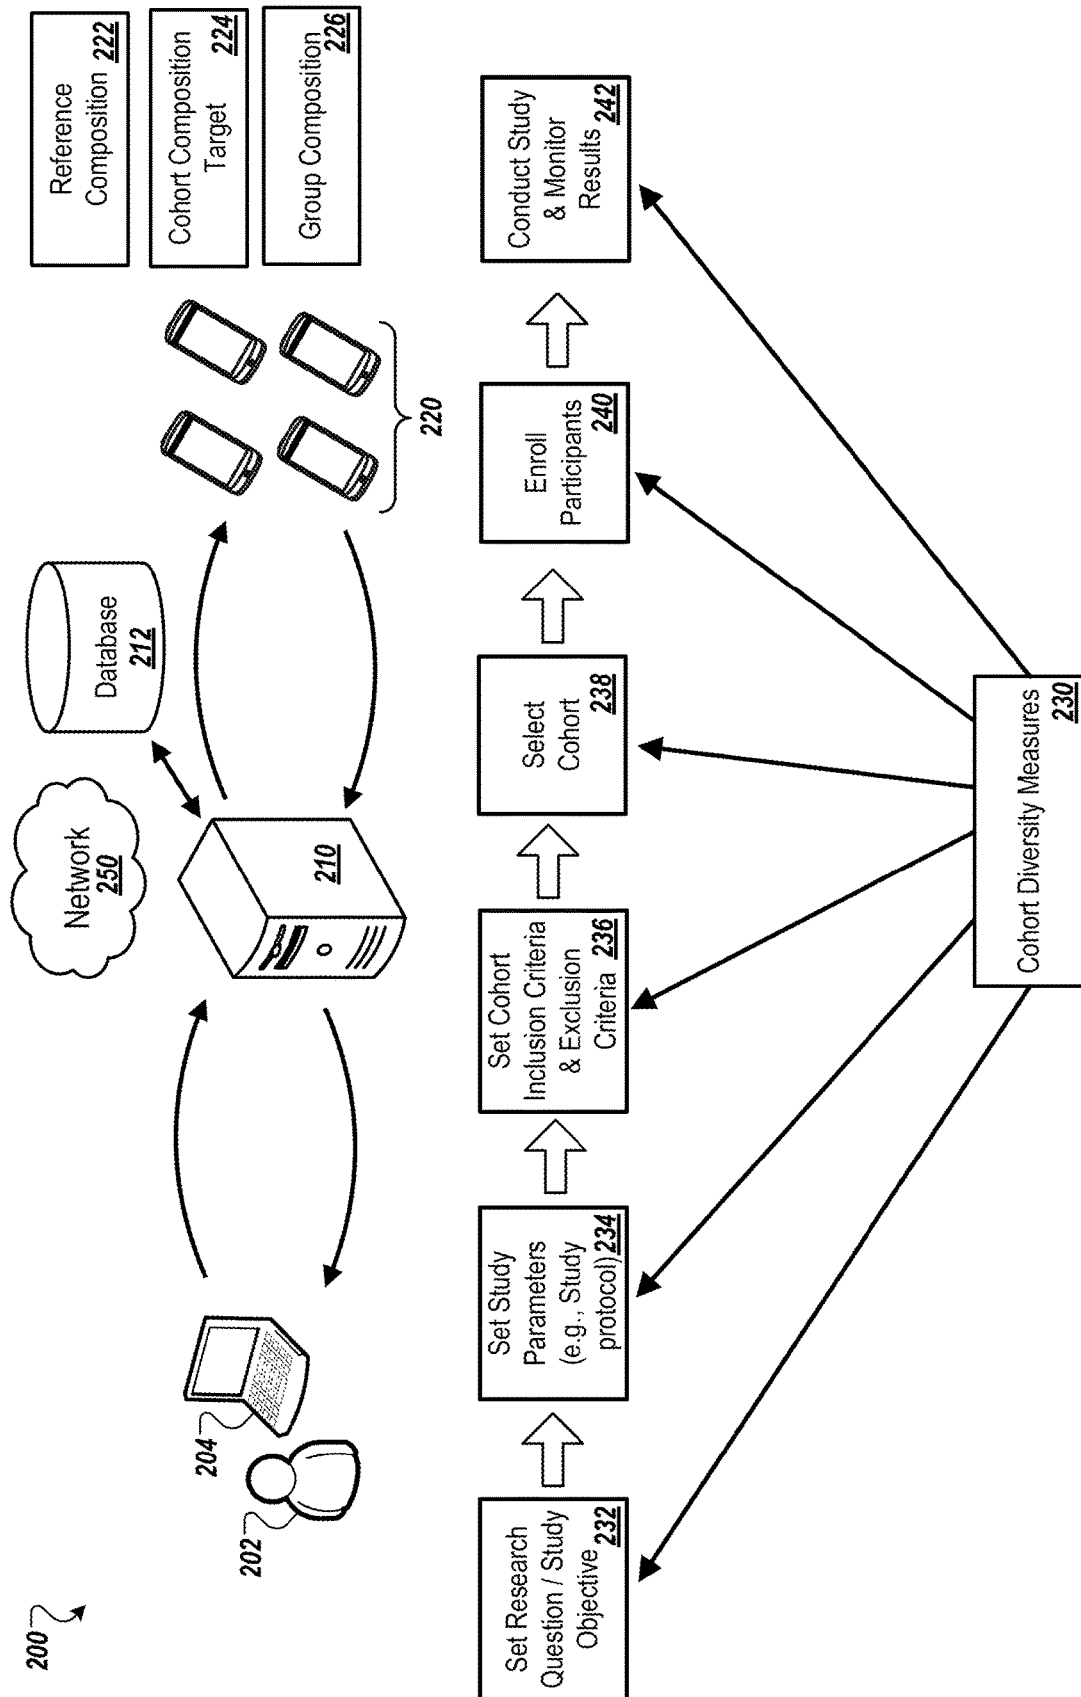 200
202
204
Network
250
Database
212
210
220
Reference
Composition 222
Cohort Composition
Target 224
Group Composition
226
Set Research
Question / Study
Objective 232
Set Study
Parameters
(e.g., Study
protocol) 234
Set Cohort
Inclusion Criteria
& Exclusion
Criteria 236
Select
Cohort
238
Enroll
Participants
240
Conduct Study
& Monitor
Results 242
Cohort Diversity Measures
230